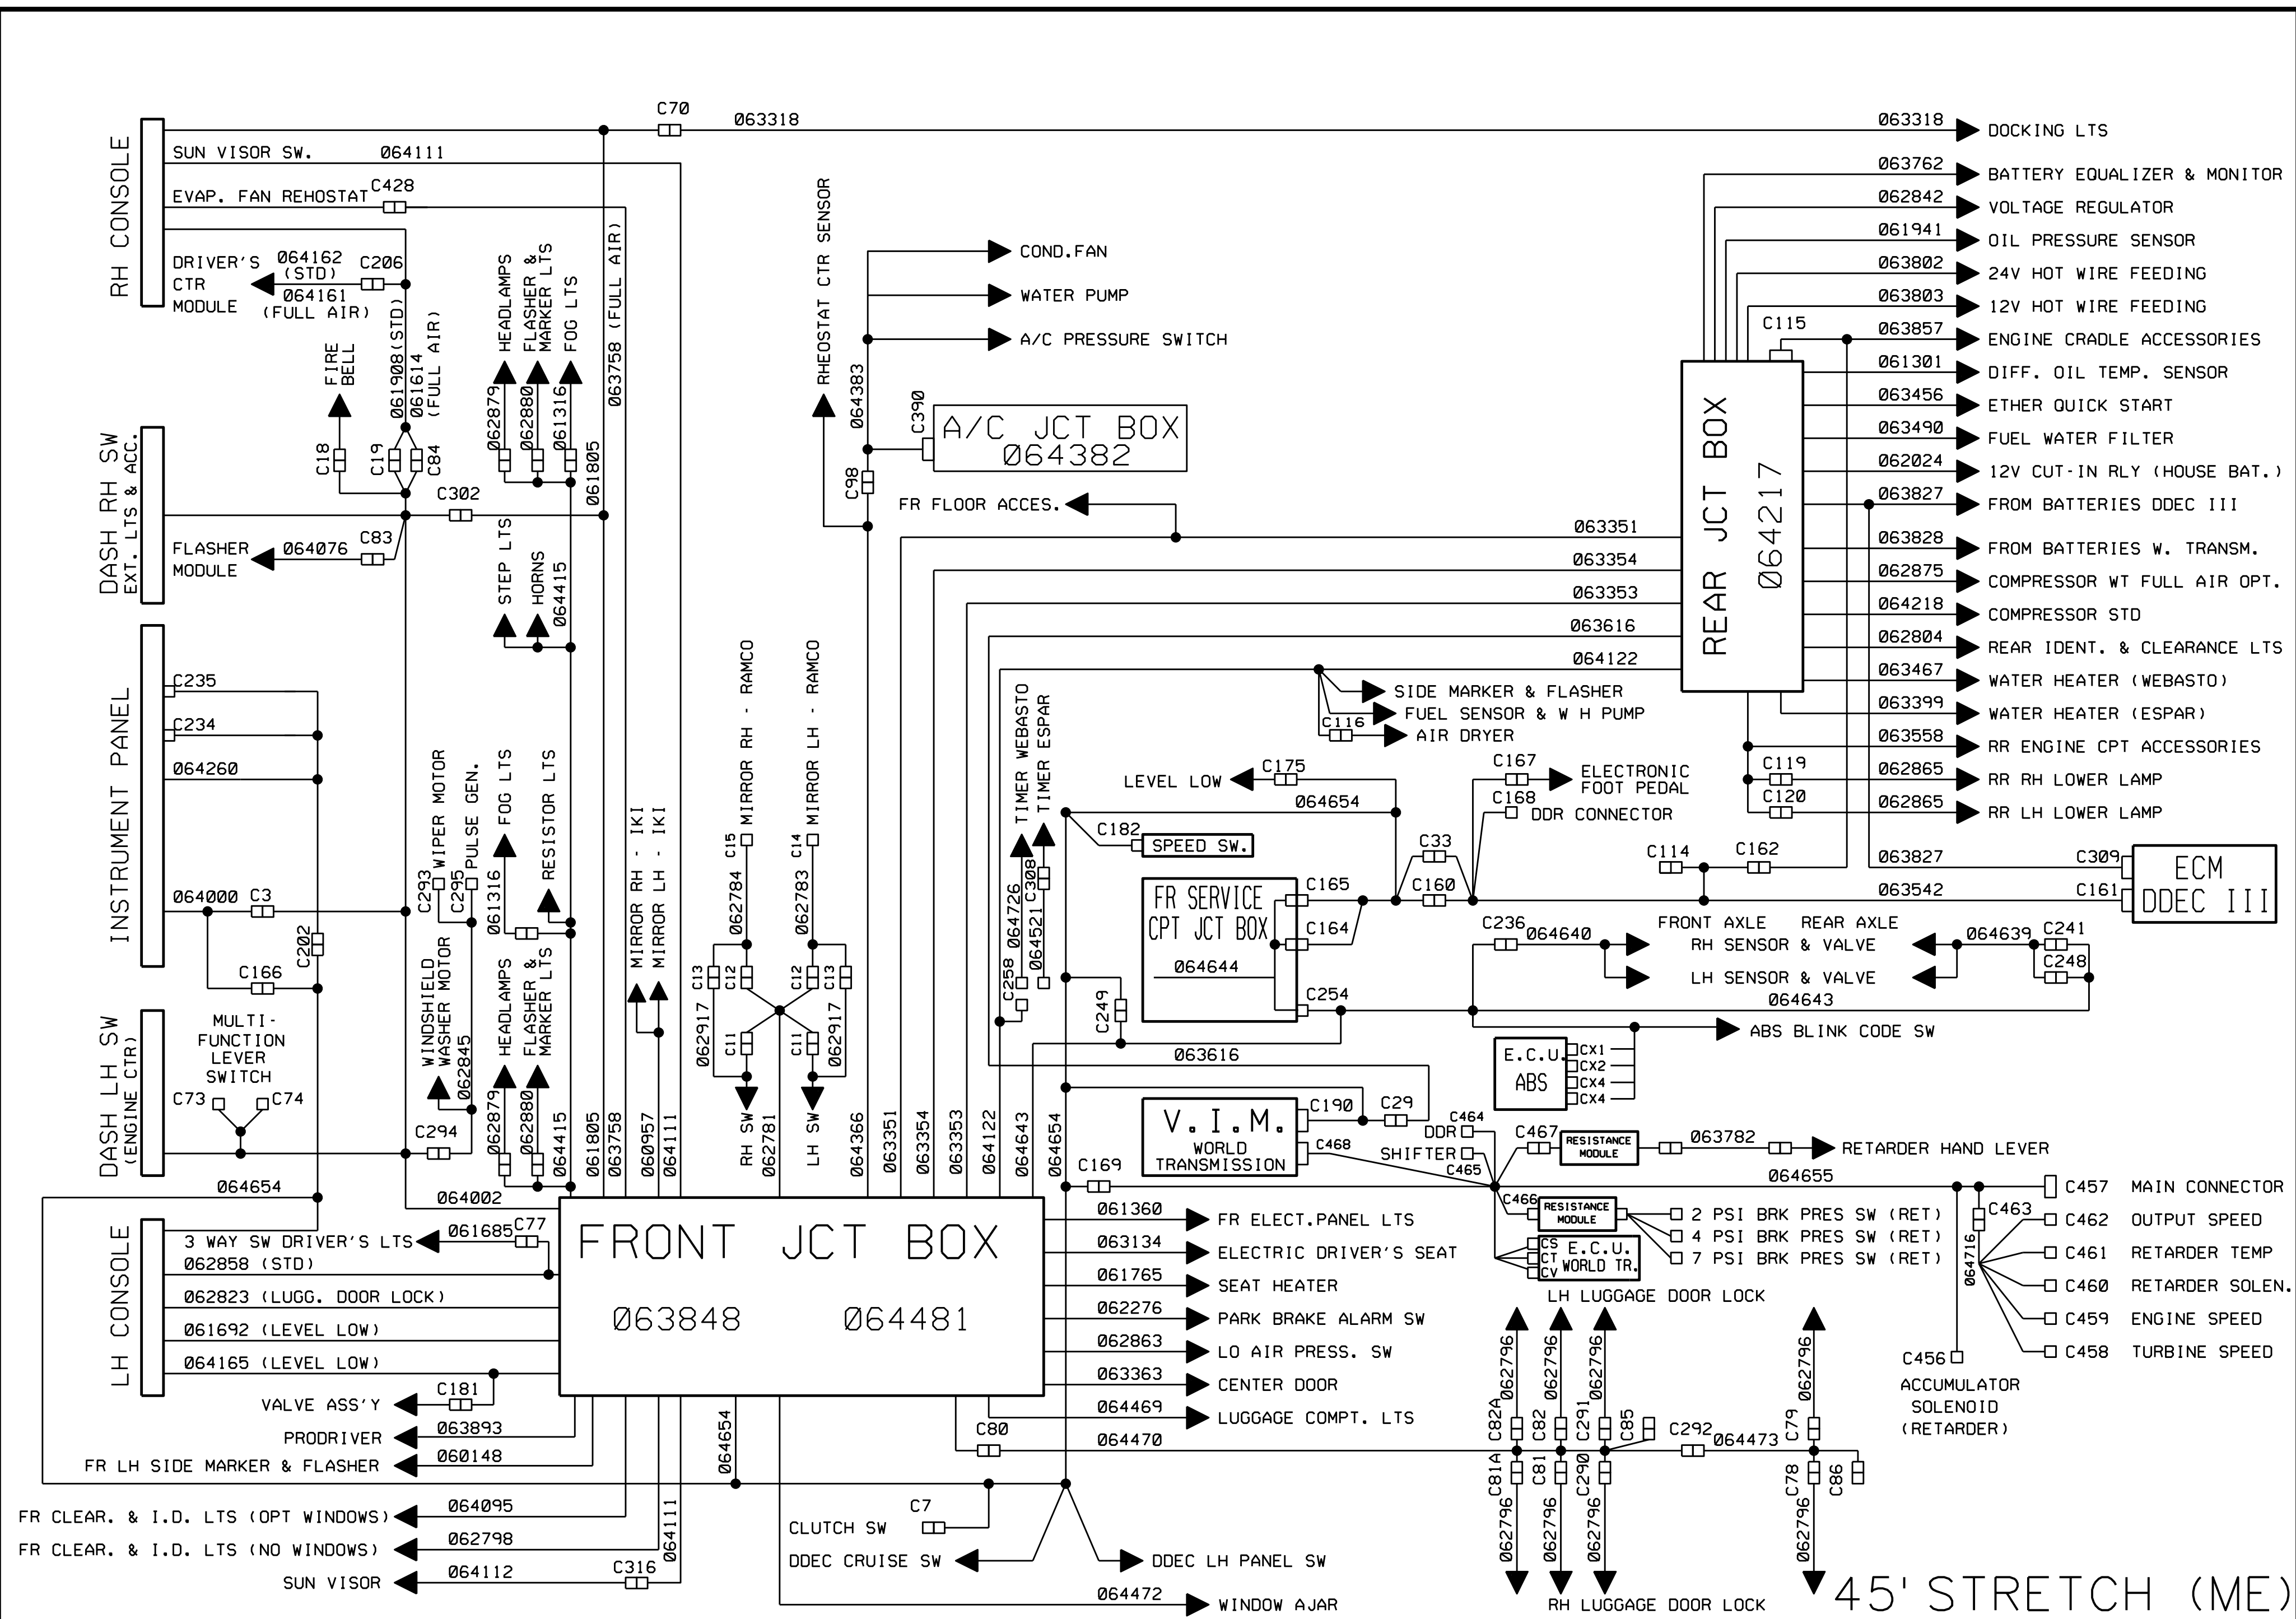 C70
063318
063318
DOCKING LTS
RH CONSOLE
SUN VISOR SW.
064111
EVAP. FAN REHOSTAT
C428
DRIVER'S
CTR
MODULE
064162
(STD)
064161
(FULL AIR)
C206
061908(STD)
061614
(FULL AIR)
FIRE
BELL
C18
C19
C84
HEADLAMPS
FLASHER &
MARKER LTS
FOG LTS
062879
062880
061316
061805
063758 (FULL AIR)
DASH RH SW
EXT. LTS & ACC.
C302
FLASHER
MODULE
064076
C83
STEP LTS
HORNS
064415
RHEOSTAT CTR SENSOR
064383
COND.FAN
WATER PUMP
A/C PRESSURE SWITCH
C390
A/C JCT BOX
064382
C98
FR FLOOR ACCES.
063762
BATTERY EQUALIZER & MONITOR
062842
VOLTAGE REGULATOR
061941
OIL PRESSURE SENSOR
063802
24V HOT WIRE FEEDING
063803
12V HOT WIRE FEEDING
C115
063857
ENGINE CRADLE ACCESSORIES
061301
DIFF. OIL TEMP. SENSOR
063456
ETHER QUICK START
063490
FUEL WATER FILTER
062024
12V CUT-IN RLY (HOUSE BAT.)
063827
FROM BATTERIES DDEC III
063828
FROM BATTERIES W. TRANSM.
062875
COMPRESSOR WT FULL AIR OPT.
064218
COMPRESSOR STD
062804
REAR IDENT. & CLEARANCE LTS
063467
WATER HEATER (WEBASTO)
063399
WATER HEATER (ESPAR)
063558
RR ENGINE CPT ACCESSORIES
C119
062865
RR RH LOWER LAMP
C120
062865
RR LH LOWER LAMP
REAR JCT BOX
064217
063351
063354
063353
063616
064122
SIDE MARKER & FLASHER
FUEL SENSOR & W H PUMP
C116
AIR DRYER
INSTRUMENT PANEL
C235
C234
064260
064000
C3
C202
C166
WIPER MOTOR
C293
PULSE GEN.
C295
FOG LTS
061316
RESISTOR LTS
WINDSHIELD
WASHER MOTOR
062845
HEADLAMPS
FLASHER &
MARKER LTS
062879
062880
064415
MIRROR RH - IKI
MIRROR LH - IKI
MIRROR RH - RAMCO
C15
062784
MIRROR LH - RAMCO
C14
062783
C13
C12
C12
C13
062917
C11
C11
062917
RH SW
062781
LH SW
TIMER WEBASTO
TIMER ESPAR
064726
C308
064521
C258
LEVEL LOW
C175
064654
C182
SPEED SW.
C167
ELECTRONIC
FOOT PEDAL
C168
DDR CONNECTOR
C33
C160
C114
C162
FR SERVICE
CPT JCT BOX
064644
C165
C164
C254
C249
063827
C309
063542
C161
ECM
DDEC III
C236
064640
FRONT AXLE
REAR AXLE
RH SENSOR & VALVE
LH SENSOR & VALVE
064639
C241
C248
064643
ABS BLINK CODE SW
063616
E.C.U.
ABS
CX1
CX2
CX4
CX4
DASH LH SW
(ENGINE CTR)
MULTI-
FUNCTION
LEVER
SWITCH
C73
C74
C294
064654
064002
061805
063758
060957
064111
064366
063351
063354
063353
064122
064643
064654
V.I.M.
WORLD
TRANSMISSION
C190
C29
C468
C464
DDR
SHIFTER
C465
C169
C467
RESISTANCE
MODULE
063782
RETARDER HAND LEVER
064655
C466
RESISTANCE
MODULE
2 PSI BRK PRES SW (RET)
4 PSI BRK PRES SW (RET)
7 PSI BRK PRES SW (RET)
CS
CT
CV
E.C.U.
WORLD TR.
C457 MAIN CONNECTOR
C463
C462 OUTPUT SPEED
C461 RETARDER TEMP
C460 RETARDER SOLEN.
C459 ENGINE SPEED
C458 TURBINE SPEED
064716
C456
ACCUMULATOR
SOLENOID
(RETARDER)
LH CONSOLE
3 WAY SW DRIVER'S LTS
061685
C77
062858 (STD)
062823 (LUGG. DOOR LOCK)
061692 (LEVEL LOW)
064165 (LEVEL LOW)
FRONT JCT BOX
063848
064481
061360
FR ELECT.PANEL LTS
063134
ELECTRIC DRIVER'S SEAT
061765
SEAT HEATER
062276
PARK BRAKE ALARM SW
062863
LO AIR PRESS. SW
063363
CENTER DOOR
064469
LUGGAGE COMPT. LTS
VALVE ASS'Y
C181
PRODRIVER
063893
FR LH SIDE MARKER & FLASHER
060148
FR CLEAR. & I.D. LTS (OPT WINDOWS)
064095
FR CLEAR. & I.D. LTS (NO WINDOWS)
062798
SUN VISOR
064112
C316
064111
064654
C80
064470
C7
CLUTCH SW
DDEC CRUISE SW
DDEC LH PANEL SW
064472
WINDOW AJAR
LH LUGGAGE DOOR LOCK
062796
062796
062796
062796
C82A
C82
C291
C85
C292
064473
C79
C81A
C81
C290
C78
C86
062796
062796
062796
062796
RH LUGGAGE DOOR LOCK
45' STRETCH (ME)